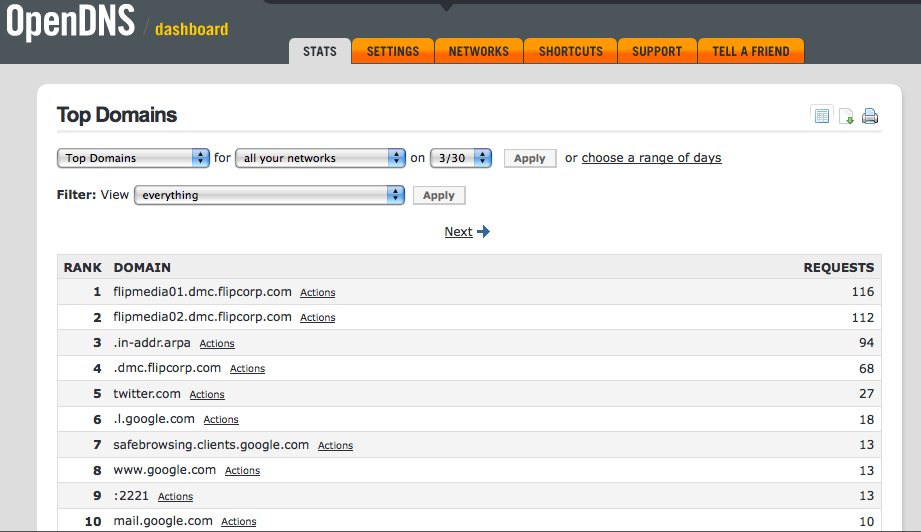 OpenDNS / dashboard
STATS SETTINGS NETWORKS SHORTCUTS SUPPORT TELL A FRIEND
Top Domains
Top Domains for all your networks on 3/30 Apply or choose a range of days
Filter: View everything Apply
Next
RANK DOMAIN REQUESTS
1 flipmedia01.dmc.flipcorp.com Actions 116
2 flipmedia02.dmc.flipcorp.com Actions 112
3 .in-addr.arpa Actions 94
4 .dmc.flipcorp.com Actions 68
5 twitter.com Actions 27
6 .l.google.com Actions 18
7 safebrowsing.clients.google.com Actions 13
8 www.google.com Actions 13
9 :2221 Actions 13
10 mail.google.com Actions 10